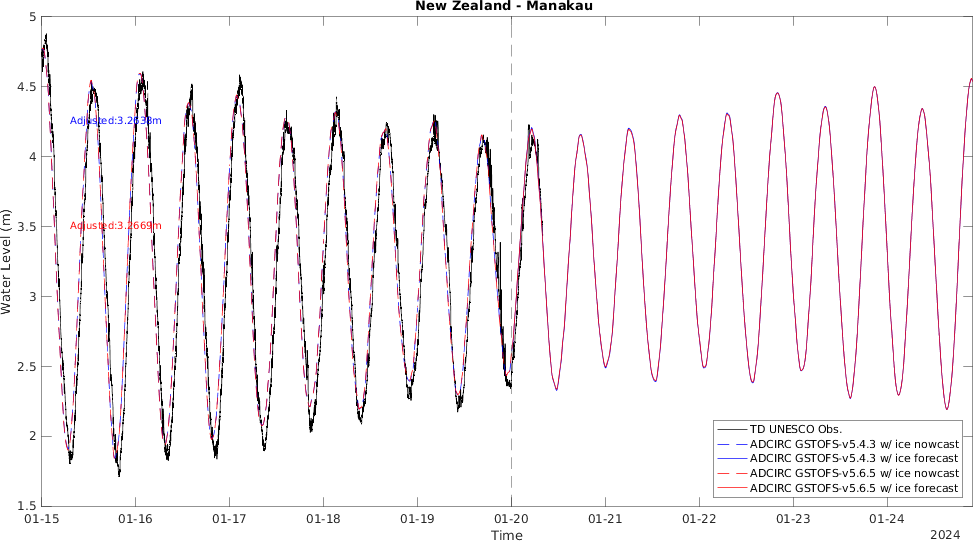 New Zealand - Manakau
5
4.5
4
3.5
3
2.5
2
1.5
Water Level (m)
Adjusted:3.2638m
Adjusted:3.2669m
TD UNESCO Obs.
ADCIRC GSTOFS-v5.4.3 w/ ice nowcast
ADCIRC GSTOFS-v5.4.3 w/ ice forecast
ADCIRC GSTOFS-v5.6.5 w/ ice nowcast
ADCIRC GSTOFS-v5.6.5 w/ ice forecast
01-15 01-16 01-17 01-18 01-19 01-20 01-21 01-22 01-23 01-24
Time
2024